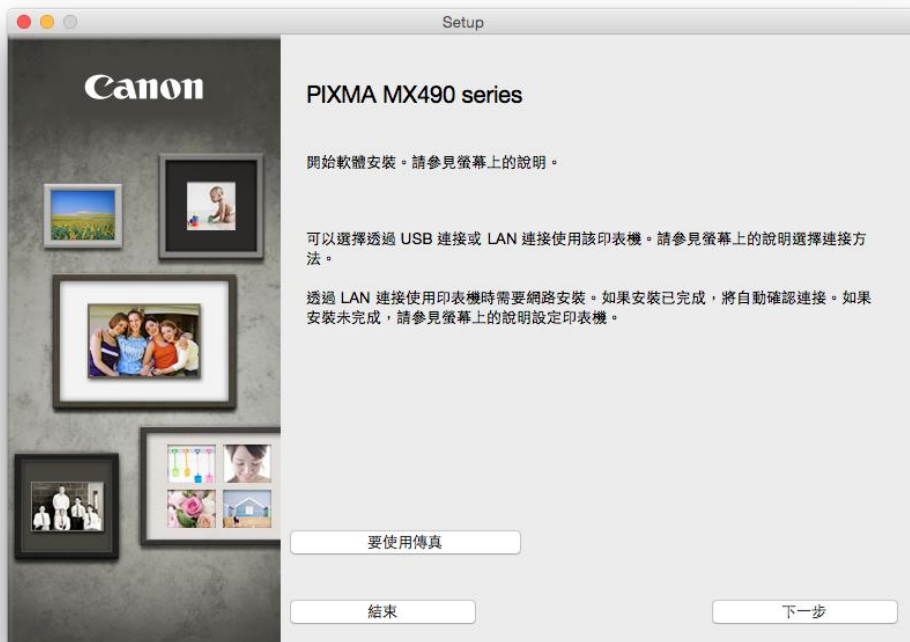 Setup
Canon
PIXMA MX490 series
開始軟體安裝。請參見螢幕上的說明。
可以選擇透過 USB 連接或 LAN 連接使用該印表機。請參見螢幕上的說明選擇連接方
法。
透過 LAN 連接使用印表機時需要網路安裝。如果安裝已完成，將自動確認連接。如果
安裝未完成，請參見螢幕上的說明設定印表機。
要使用傳真
結束
下一步